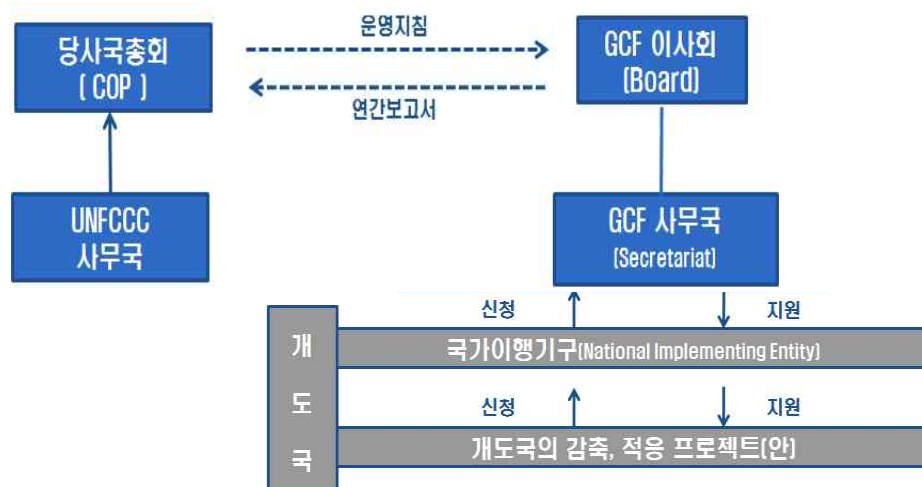 당사국총회
( COP )
운영지침
연간보고서
GCF 이사회
(Board)
UNFCCC
사무국
GCF 사무국
(Secretariat)
개
도
국
신청
지원
국가이행기구(National Implementing Entity)
신청
지원
개도국의 감축, 적응 프로젝트(안)